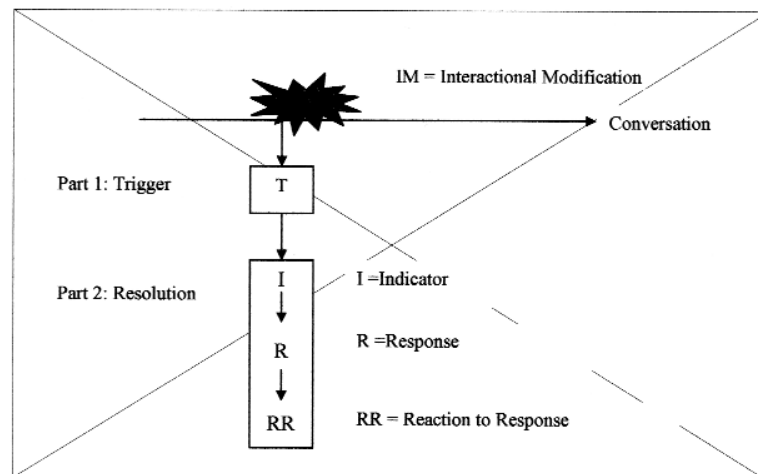 IM = Interactional Modification
Conversation
Part 1: Trigger
T
Part 2: Resolution
I
I =Indicator
R
R =Response
RR
RR = Reaction to Response